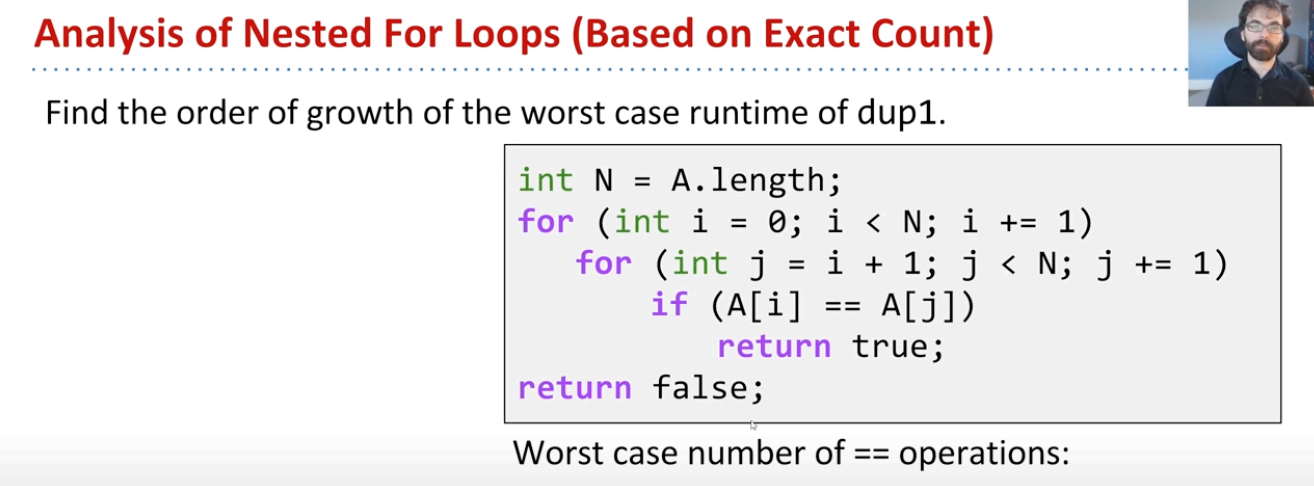 Analysis of Nested For Loops (Based on Exact Count)
Find the order of growth of the worst case runtime of dup1.
int N = A.length;
for (int i = 0; i < N; i += 1)
for (int j = i + 1; j < N; j += 1)
if (A[i] == A[j])
return true;
return false;
Worst case number of == operations: